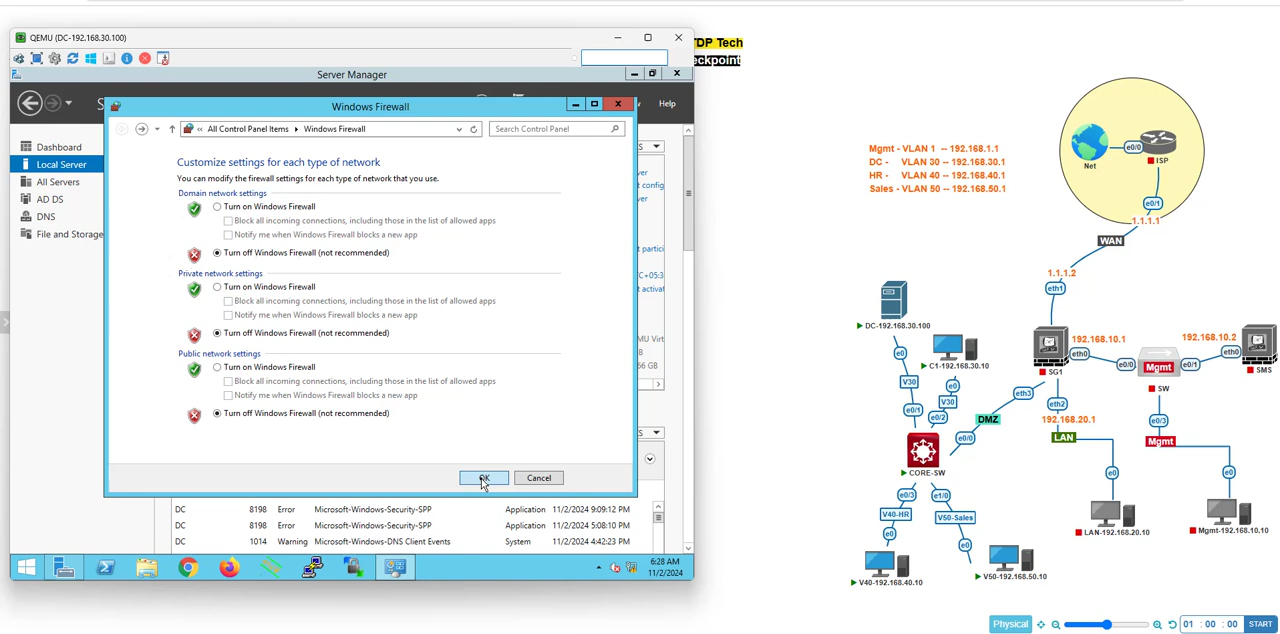 QEMU (DC-192.168.30.100)
TDP Tech
Server Manager
Help
Windows Firewall
All Control Panel Items
Windows Firewall
Search Control Panel
Dashboard
Local Server
All Servers
AD DS
DNS
File and Storage
Customize settings for each type of network
You can modify the firewall settings for each type of network that you use.
Domain network settings
Turn on Windows Firewall
Block all incoming connections, including those in the list of allowed apps
Notify me when Windows Firewall blocks a new app
Turn off Windows Firewall (not recommended)
Private network settings
Turn on Windows Firewall
Block all incoming connections, including those in the list of allowed apps
Notify me when Windows Firewall blocks a new app
Turn off Windows Firewall (not recommended)
Public network settings
Turn on Windows Firewall
Block all incoming connections, including those in the list of allowed apps
Notify me when Windows Firewall blocks a new app
Turn off Windows Firewall (not recommended)
OK
Cancel
DC 8198 Error Microsoft-Windows-Security-SPP Application 11/2/2024 9:09:12 PM
DC 8198 Error Microsoft-Windows-Security-SPP Application 11/2/2024 5:08:10 PM
DC 1014 Warning Microsoft-Windows-DNS Client Events System 11/2/2024 4:42:23 PM
6:28 AM
11/2/2024
Mgmt - VLAN 1 -- 192.168.1.1
DC - VLAN 30 -- 192.168.30.1
HR - VLAN 40 -- 192.168.40.1
Sales - VLAN 50 -- 192.168.50.1
Net
e0/0
ISP
e0/1
1.1.1.1
WAN
1.1.1.2
eth1
DC-192.168.30.100
C1-192.168.30.10
SG1
192.168.10.1
eth0
e0/0
Mgmt
SW
e0/1
192.168.10.2
eth0
SMS
e0
V30
e0/1
e0
V30
e0/2
eth3
DMZ
e0/0
eth2
192.168.20.1
LAN
e0/3
Mgmt
CORE-SW
e0/3
V40-HR
e0
e1/0
V50-Sales
e0
e0
e0
LAN-192.168.20.10
Mgmt-192.168.10.10
V40-192.168.40.10
V50-192.168.50.10
Physical
01 : 00 : 00
START